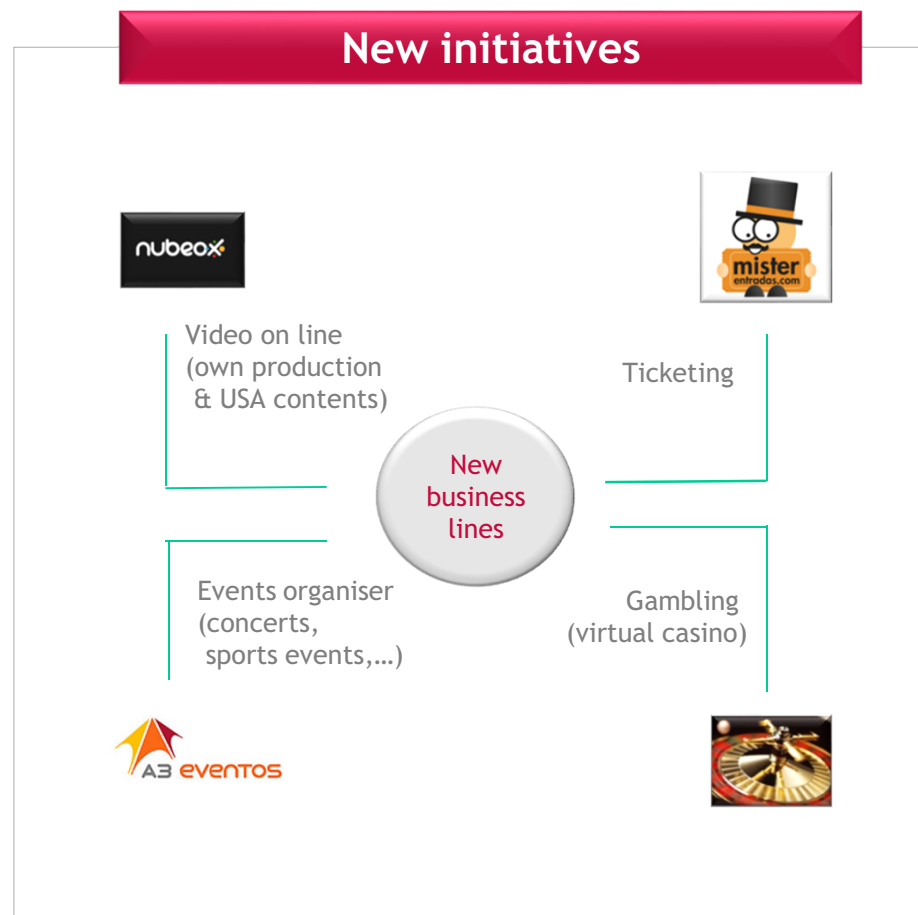 New initiatives
nubeox
mister
entradas.com
Video on line
(own production
& USA contents)
Ticketing
New
business
lines
Events organiser
(concerts,
sports events,…)
Gambling
(virtual casino)
A3 eventos